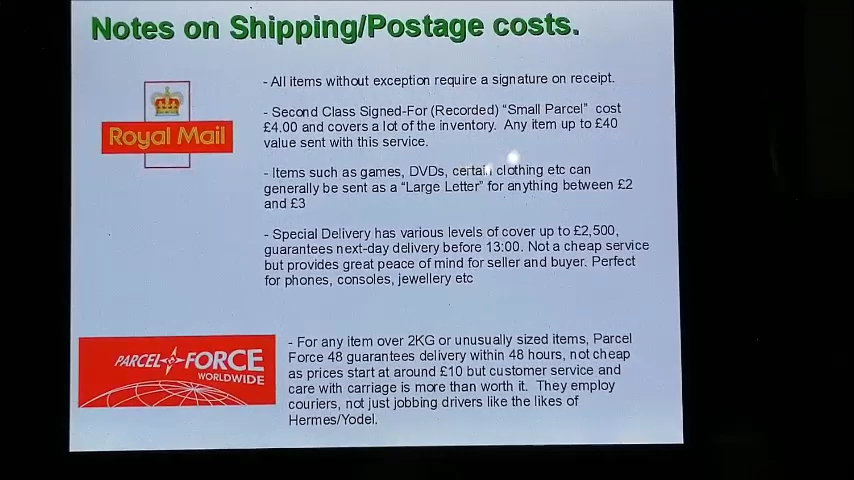 Notes on Shipping/Postage costs.
- All items without exception require a signature on receipt.
Royal Mail
- Second Class Signed-For (Recorded) "Small Parcel" cost
£4.00 and covers a lot of the inventory. Any item up to £40
value sent with this service.
- Items such as games, DVDs, certain clothing etc can
generally be sent as a "Large Letter" for anything between £2
and £3
- Special Delivery has various levels of cover up to £2,500,
guarantees next-day delivery before 13:00. Not a cheap service
but provides great peace of mind for seller and buyer. Perfect
for phones, consoles, jewellery etc
PARCEL FORCE
WORLDWIDE
- For any item over 2KG or unusually sized items, Parcel
Force 48 guarantees delivery within 48 hours, not cheap
as prices start at around £10 but customer service and
care with carriage is more than worth it. They employ
couriers, not just jobbing drivers like the likes of
Hermes/Yodel.